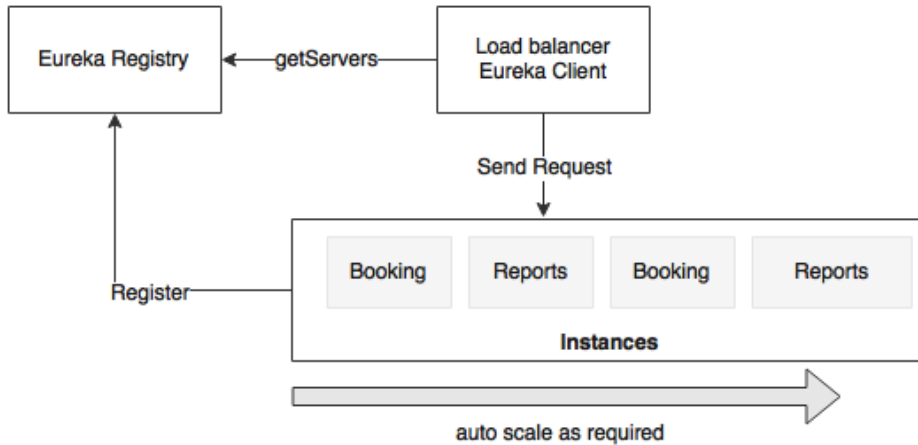 Eureka Registry
getServers
Load balancer
Eureka Client
Send Request
Booking
Reports
Booking
Reports
Register
Instances
auto scale as required